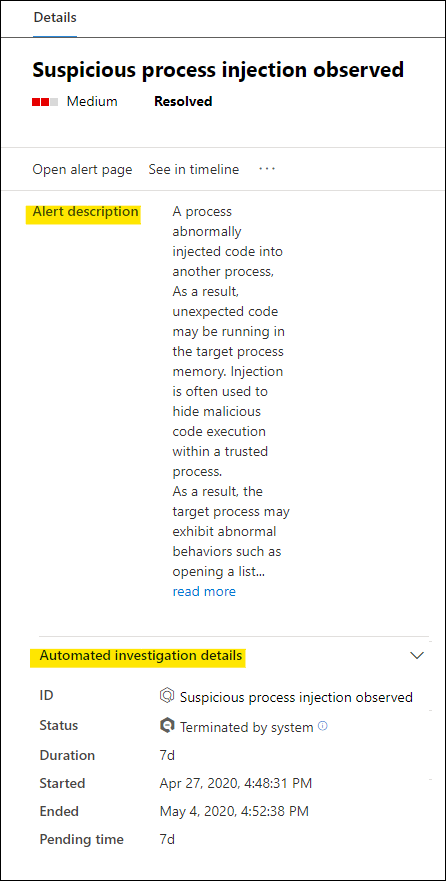 Details
Suspicious process injection observed
Medium Resolved
Open alert page See in timeline ...
Alert description A process
abnormally
injected code into
another process,
As a result,
unexpected code
may be running in
the target process
memory. Injection
is often used to
hide malicious
code execution
within a trusted
process.
As a result, the
target process may
exhibit abnormal
behaviors such as
opening a list...
read more
Automated investigation details
ID Suspicious process injection observed
Status Terminated by system
Duration 7d
Started Apr 27, 2020, 4:48:31 PM
Ended May 4, 2020, 4:52:38 PM
Pending time 7d